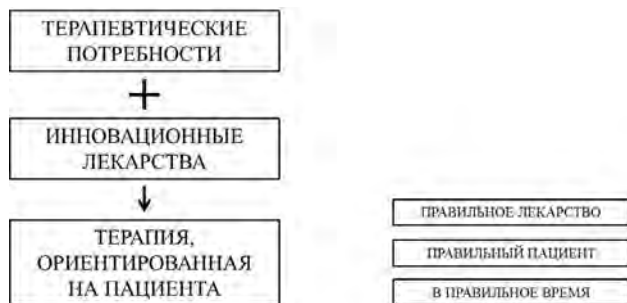 ТЕРАПЕВТИЧЕСКИЕ
ПОТРЕБНОСТИ
+
ИННОВАЦИОННЫЕ
ЛЕКАРСТВА
ТЕРАПИЯ,
ОРИЕНТИРОВАННАЯ
НА ПАЦИЕНТА
ПРАВИЛЬНОЕ ЛЕКАРСТВО
ПРАВИЛЬНЫЙ ПАЦИЕНТ
В ПРАВИЛЬНОЕ ВРЕМЯ